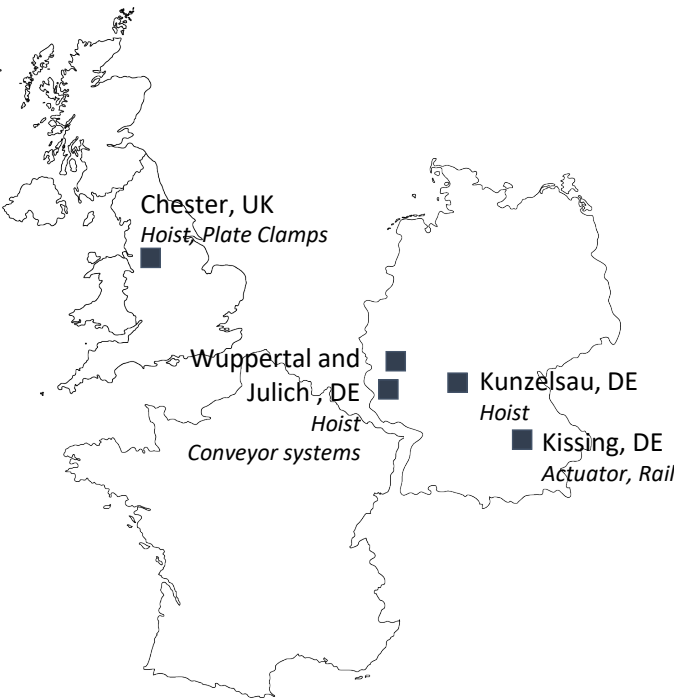 Chester, UK
Hoist, Plate Clamps
Wuppertal and
Julich , DE
Hoist
Conveyor systems
Kunzelsau, DE
Hoist
Kissing, DE
Actuator, Rail